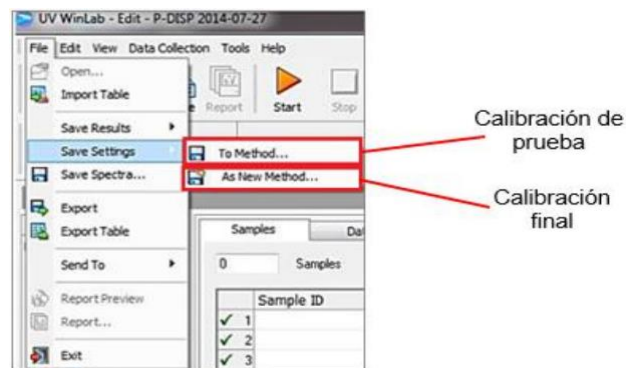 UV WinLab - Edit - P-DISP 2014-07-27
File Edit View Data Collection Tools Help
Open...
Import Table
Report Start Stop
Save Results
Save Settings
To Method...
Calibración de
prueba
Save Spectra...
As New Method...
Calibración
final
Export
Export Table
Samples
Send To
0 Samples
Report Preview
Sample ID
Report...
1
2
Exit
3